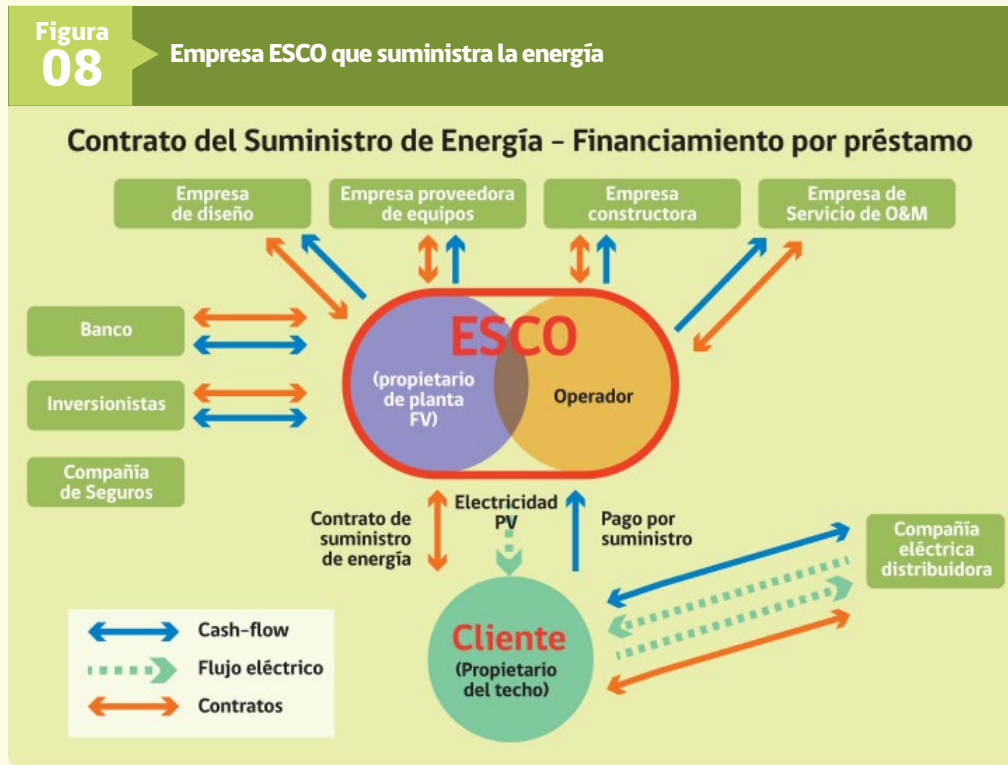 Figura
08
Empresa ESCO que suministra la energía
Contrato del Suministro de Energía – Financiamiento por préstamo
Empresa
de diseño
Empresa proveedora
de equipos
Empresa
constructora
Empresa de
Servicio de O&M
Banco
Inversionistas
Compañía
de Seguros
ESCO
(propietario
de planta
FV)
Operador
Contrato de
suministro
de energía
Electricidad
PV
Pago por
suministro
Compañía
eléctrica
distribuidora
Cliente
(Propietario
del techo)
Cash-flow
Flujo eléctrico
Contratos